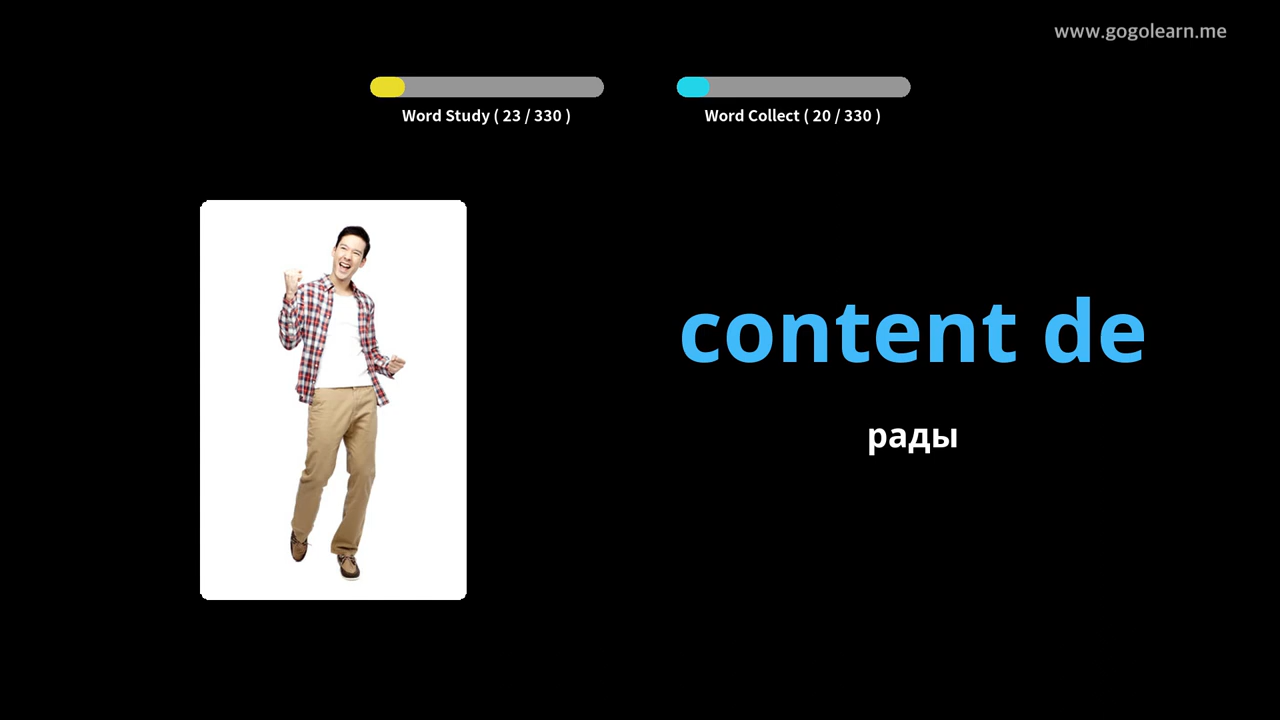 www.gogolearn.me
Word Study ( 23 / 330 )
Word Collect ( 20 / 330 )
content de
рады